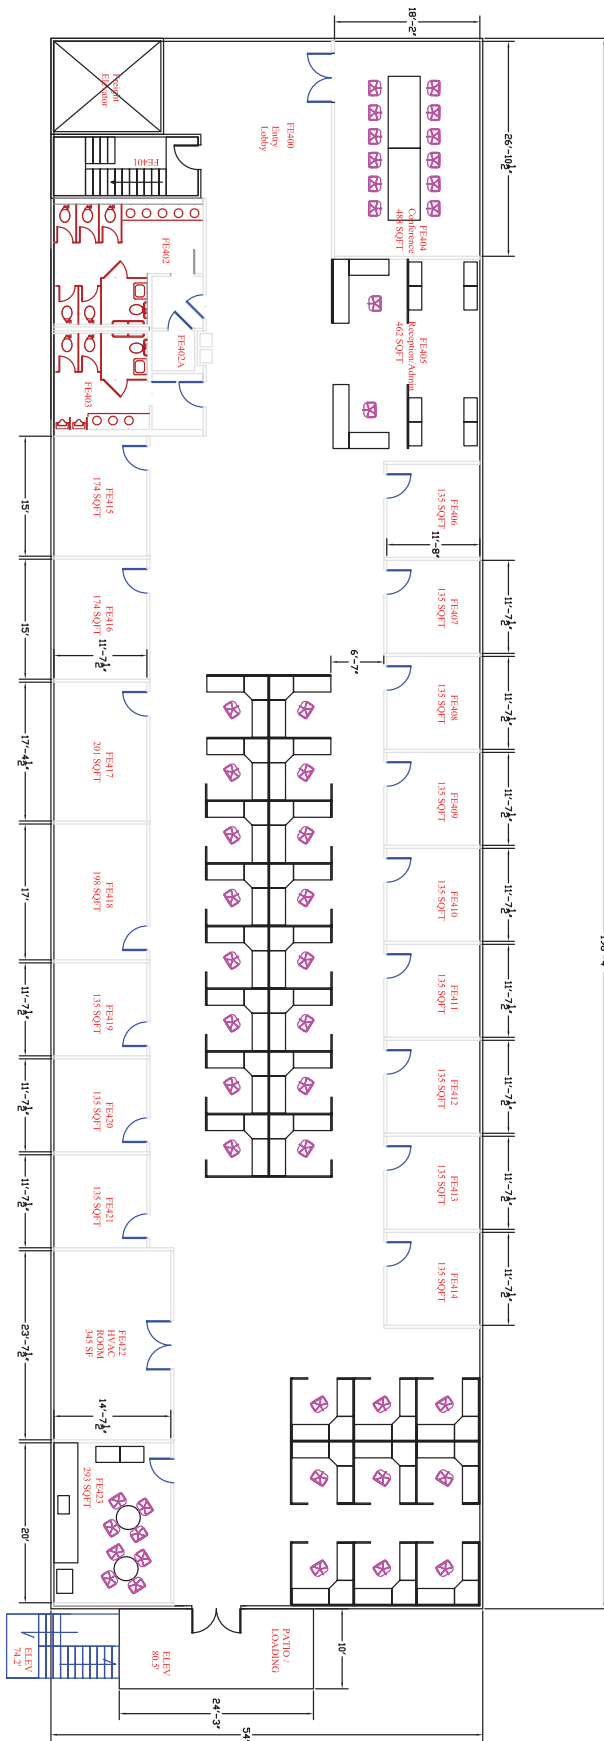 18'-2"
26'-10½"
Freight
Elevator
FE401
FE400
Entry
Lobby
FE404
Conference
488 SQFT
FE402
FE402A
FE403
FE405
Reception/Admin
462 SQFT
FE415
174 SQFT
15'
FE406
135 SQFT
11'-8"
FE416
174 SQFT
15'
11'-7½"
FE407
135 SQFT
11'-7½"
6'-7"
FE408
135 SQFT
11'-7½"
FE417
201 SQFT
17'-4½"
FE409
135 SQFT
11'-7½"
FE418
198 SQFT
17'
FE410
135 SQFT
11'-7½"
FE419
135 SQFT
11'-7½"
FE411
135 SQFT
11'-7½"
FE420
135 SQFT
11'-7½"
FE412
135 SQFT
11'-7½"
FE421
135 SQFT
11'-7½"
FE413
135 SQFT
11'-7½"
FE414
135 SQFT
11'-7½"
FE422
HVAC
ROOM
345 SF
23'-7½"
14'-7½"
FE423
293 SQFT
20'
PATIO /
LOADING
10'
ELEV
80.5'
ELEV
74.2'
24'-3"
54'